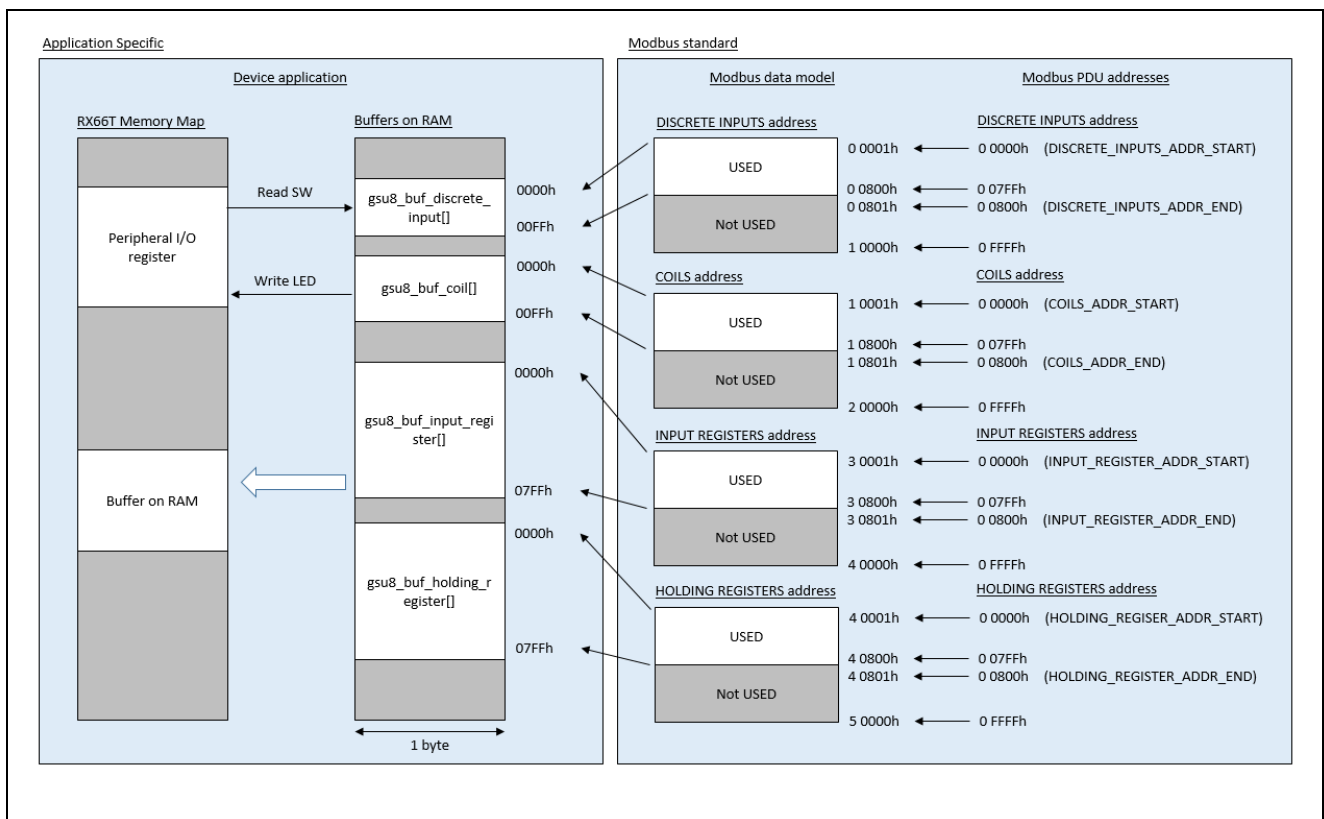 Application Specific
Device application
RX66T Memory Map
Buffers on RAM
Peripheral I/O
register
Buffer on RAM
Read SW
Write LED
gsu8_buf_discrete_
input[]
gsu8_buf_coil[]
gsu8_buf_input_regi
ster[]
gsu8_buf_holding_r
egister[]
1 byte
0000h
00FFh
0000h
00FFh
0000h
07FFh
0000h
07FFh
Modbus standard
Modbus data model
Modbus PDU addresses
DISCRETE INPUTS address
DISCRETE INPUTS address
USED
Not USED
0 0001h
0 0000h (DISCRETE_INPUTS_ADDR_START)
0 0800h
0 07FFh
0 0801h
0 0800h (DISCRETE_INPUTS_ADDR_END)
1 0000h
0 FFFFh
COILS address
COILS address
USED
Not USED
1 0001h
0 0000h (COILS_ADDR_START)
1 0800h
0 07FFh
1 0801h
0 0800h (COILS_ADDR_END)
2 0000h
0 FFFFh
INPUT REGISTERS address
INPUT REGISTERS address
USED
Not USED
3 0001h
0 0000h (INPUT_REGISTER_ADDR_START)
3 0800h
0 07FFh
3 0801h
0 0800h (INPUT_REGISTER_ADDR_END)
4 0000h
0 FFFFh
HOLDING REGISTERS address
HOLDING REGISTERS address
USED
Not USED
4 0001h
0 0000h (HOLDING_REGISER_ADDR_START)
4 0800h
0 07FFh
4 0801h
0 0800h (HOLDING_REGISTER_ADDR_END)
5 0000h
0 FFFFh